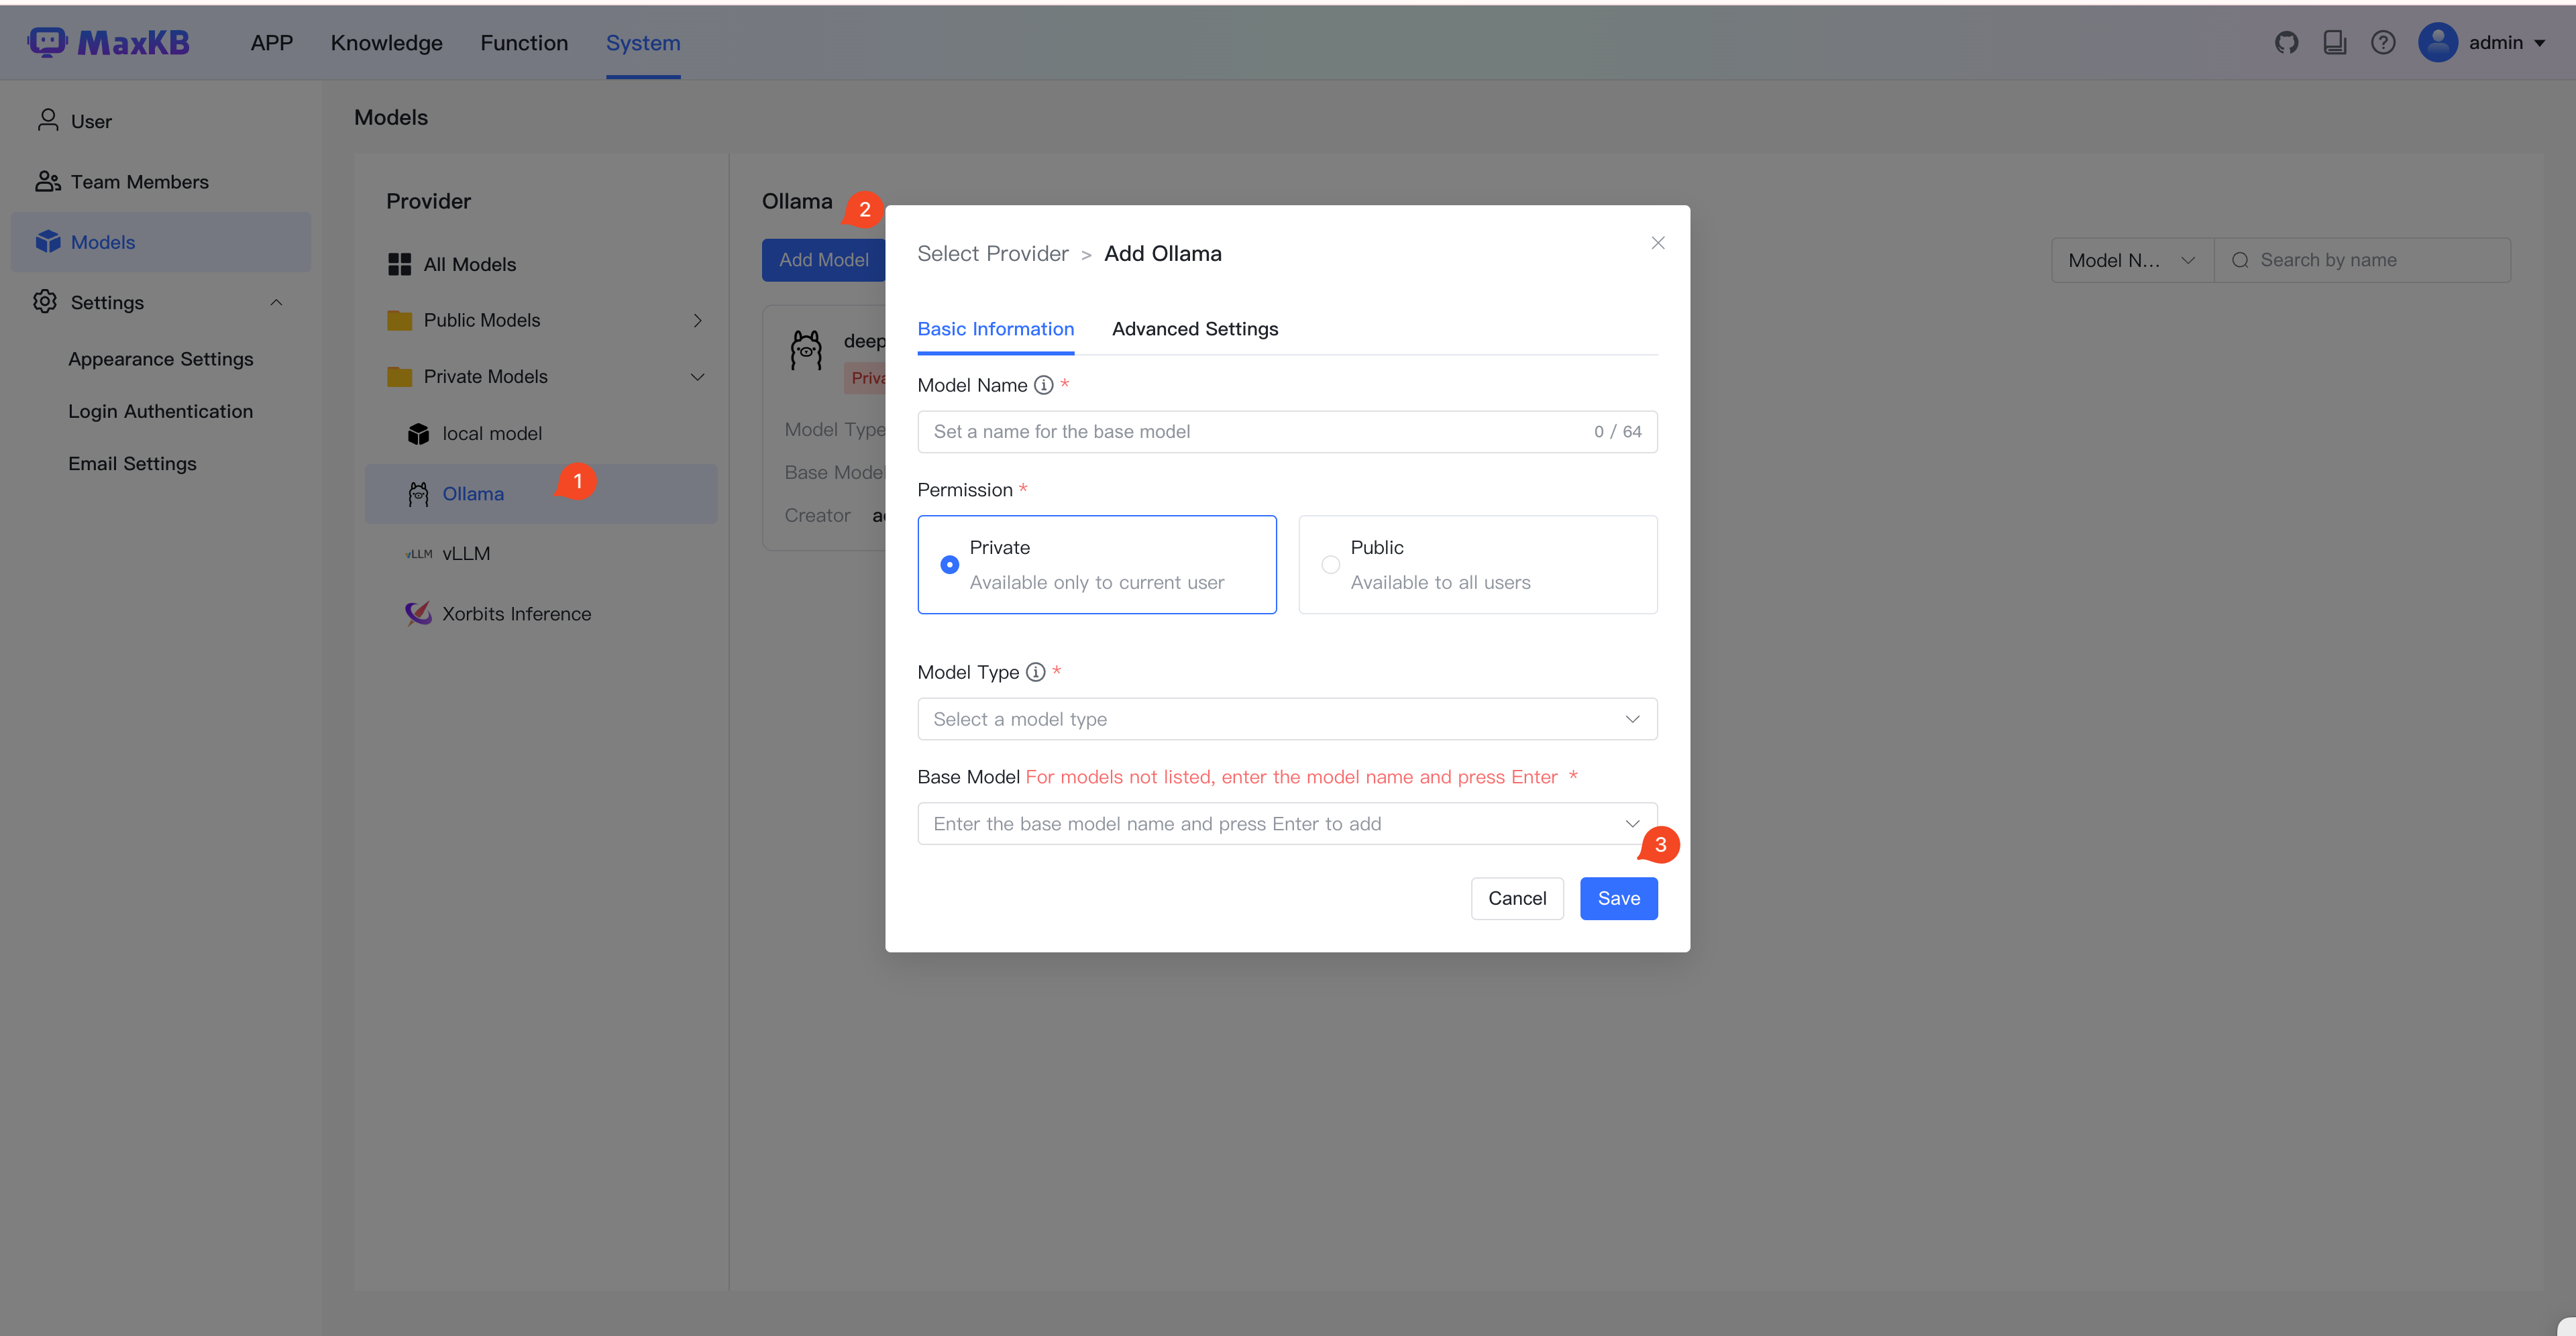 MaxKB
APP
Knowledge
Function
System
admin
User
Team Members
Models
Settings
Appearance Settings
Login Authentication
Email Settings
Models
Provider
All Models
Public Models
Private Models
local model
Ollama
1
vLLM vLLM
Xorbits Inference
Ollama
2
Add Model
Model N...
Search by name
deep
Priva
Model Type
Base Model
Creator
Select Provider > Add Ollama
Basic Information
Advanced Settings
Model Name *
Set a name for the base model
0 / 64
Permission *
Private
Available only to current user
Public
Available to all users
Model Type *
Select a model type
Base Model For models not listed, enter the model name and press Enter *
Enter the base model name and press Enter to add
3
Cancel
Save